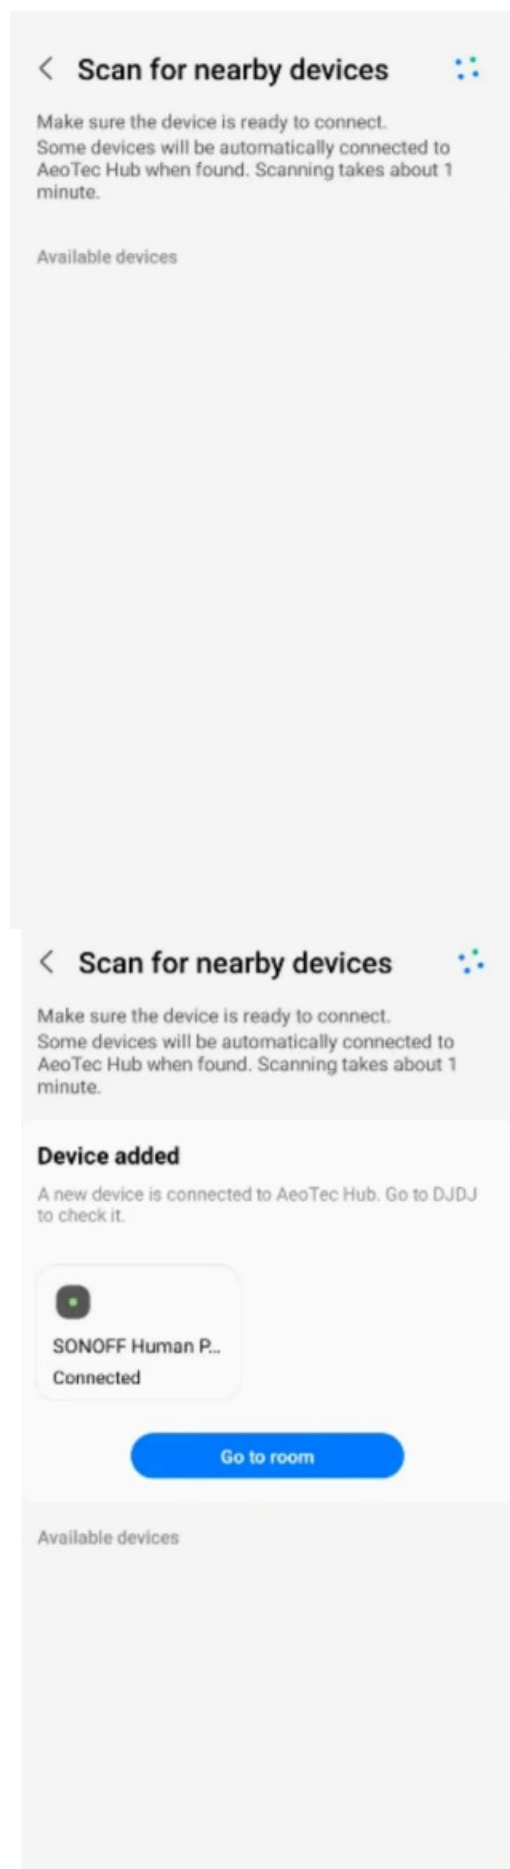 Scan for nearby devices
Make sure the device is ready to connect.
Some devices will be automatically connected to
AeoTec Hub when found. Scanning takes about 1
minute.
Available devices
Scan for nearby devices
Make sure the device is ready to connect.
Some devices will be automatically connected to
AeoTec Hub when found. Scanning takes about 1
minute.
Device added
A new device is connected to AeoTec Hub. Go to DJDJ
to check it.
SONOFF Human P...
Connected
Go to room
Available devices